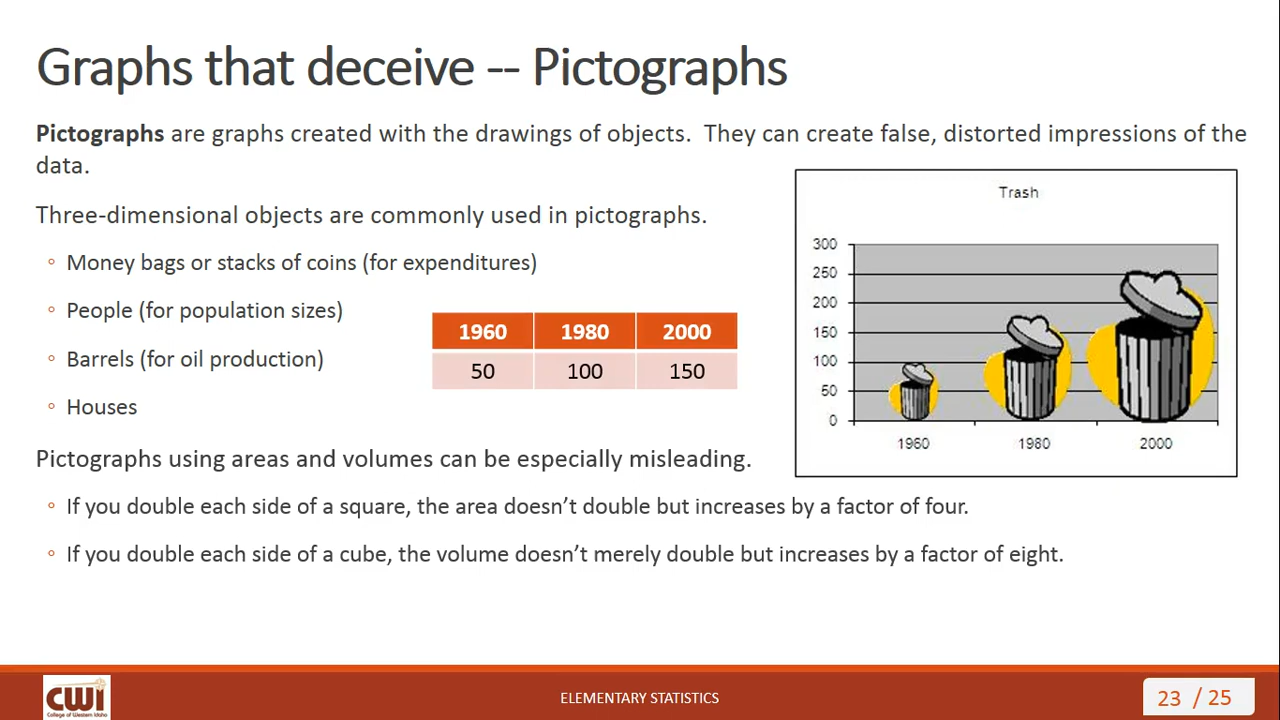 Graphs that deceive -- Pictographs
Pictographs are graphs created with the drawings of objects.  They can create false, distorted impressions of the
data.
Three-dimensional objects are commonly used in pictographs.
◦ Money bags or stacks of coins (for expenditures)
◦ People (for population sizes)
◦ Barrels (for oil production)
◦ Houses
1960 1980 2000
50 100 150
Trash
300
250
200
150
100
50
0
1960 1980 2000
Pictographs using areas and volumes can be especially misleading.
◦ If you double each side of a square, the area doesn’t double but increases by a factor of four.
◦ If you double each side of a cube, the volume doesn’t merely double but increases by a factor of eight.
CWI
College of Western Idaho
ELEMENTARY STATISTICS
23 / 25